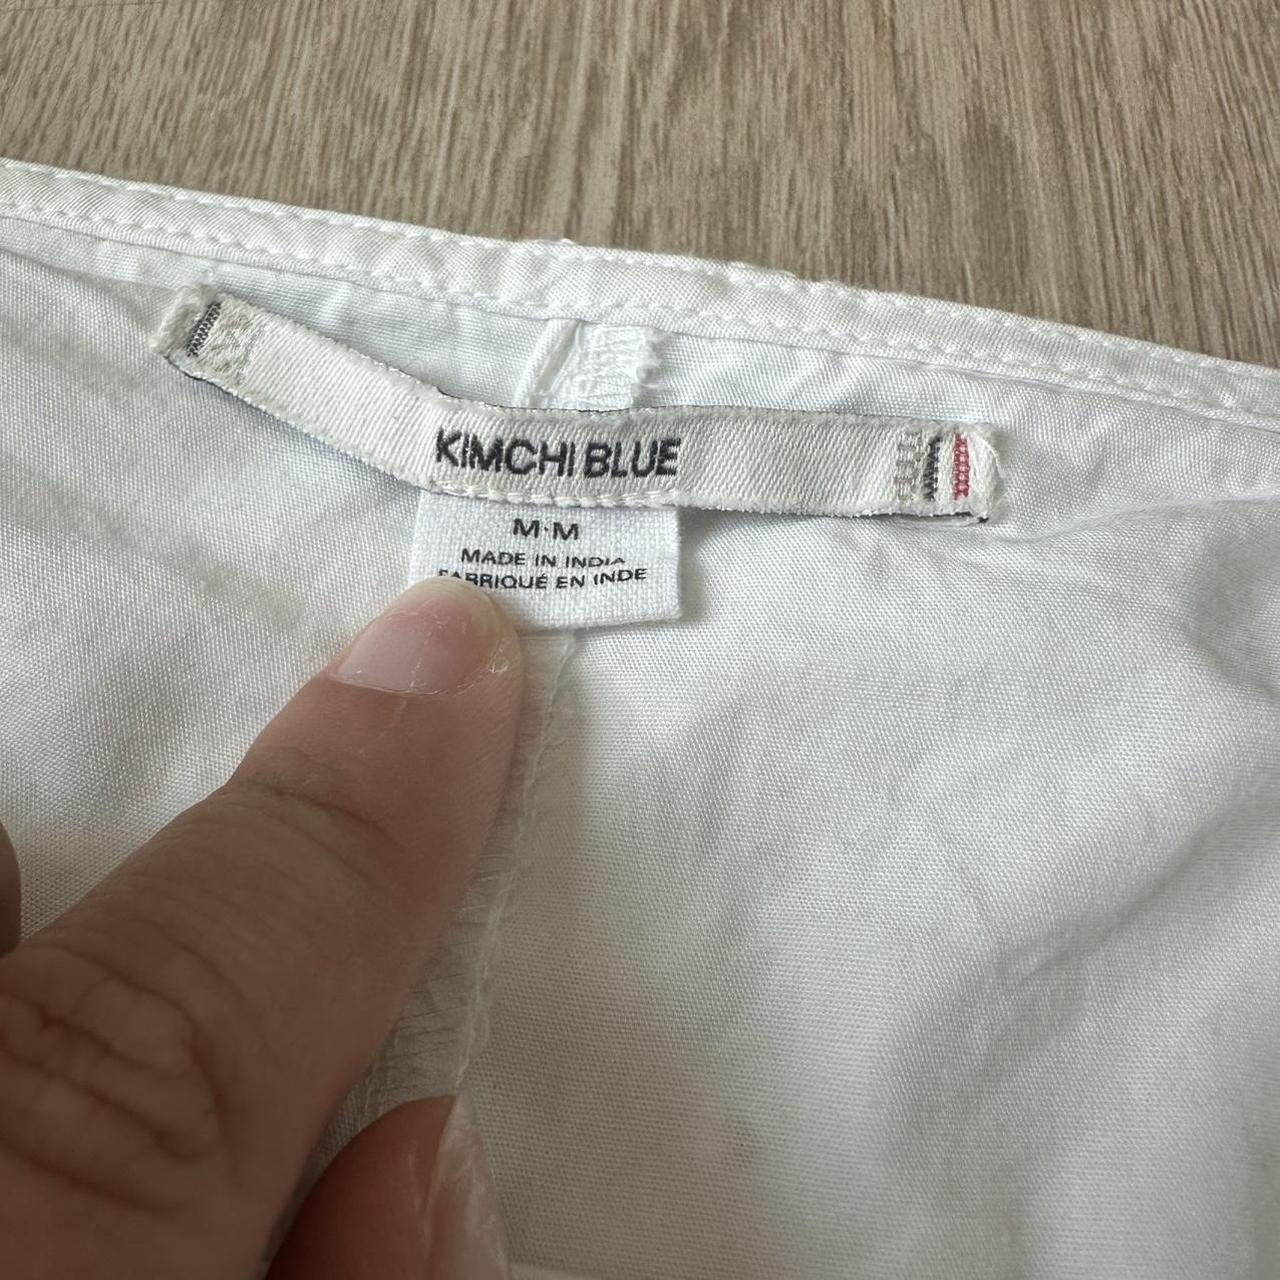 KIMCHI BLUE
M·M
MADE IN INDIA
FABRIQUÉ EN INDE